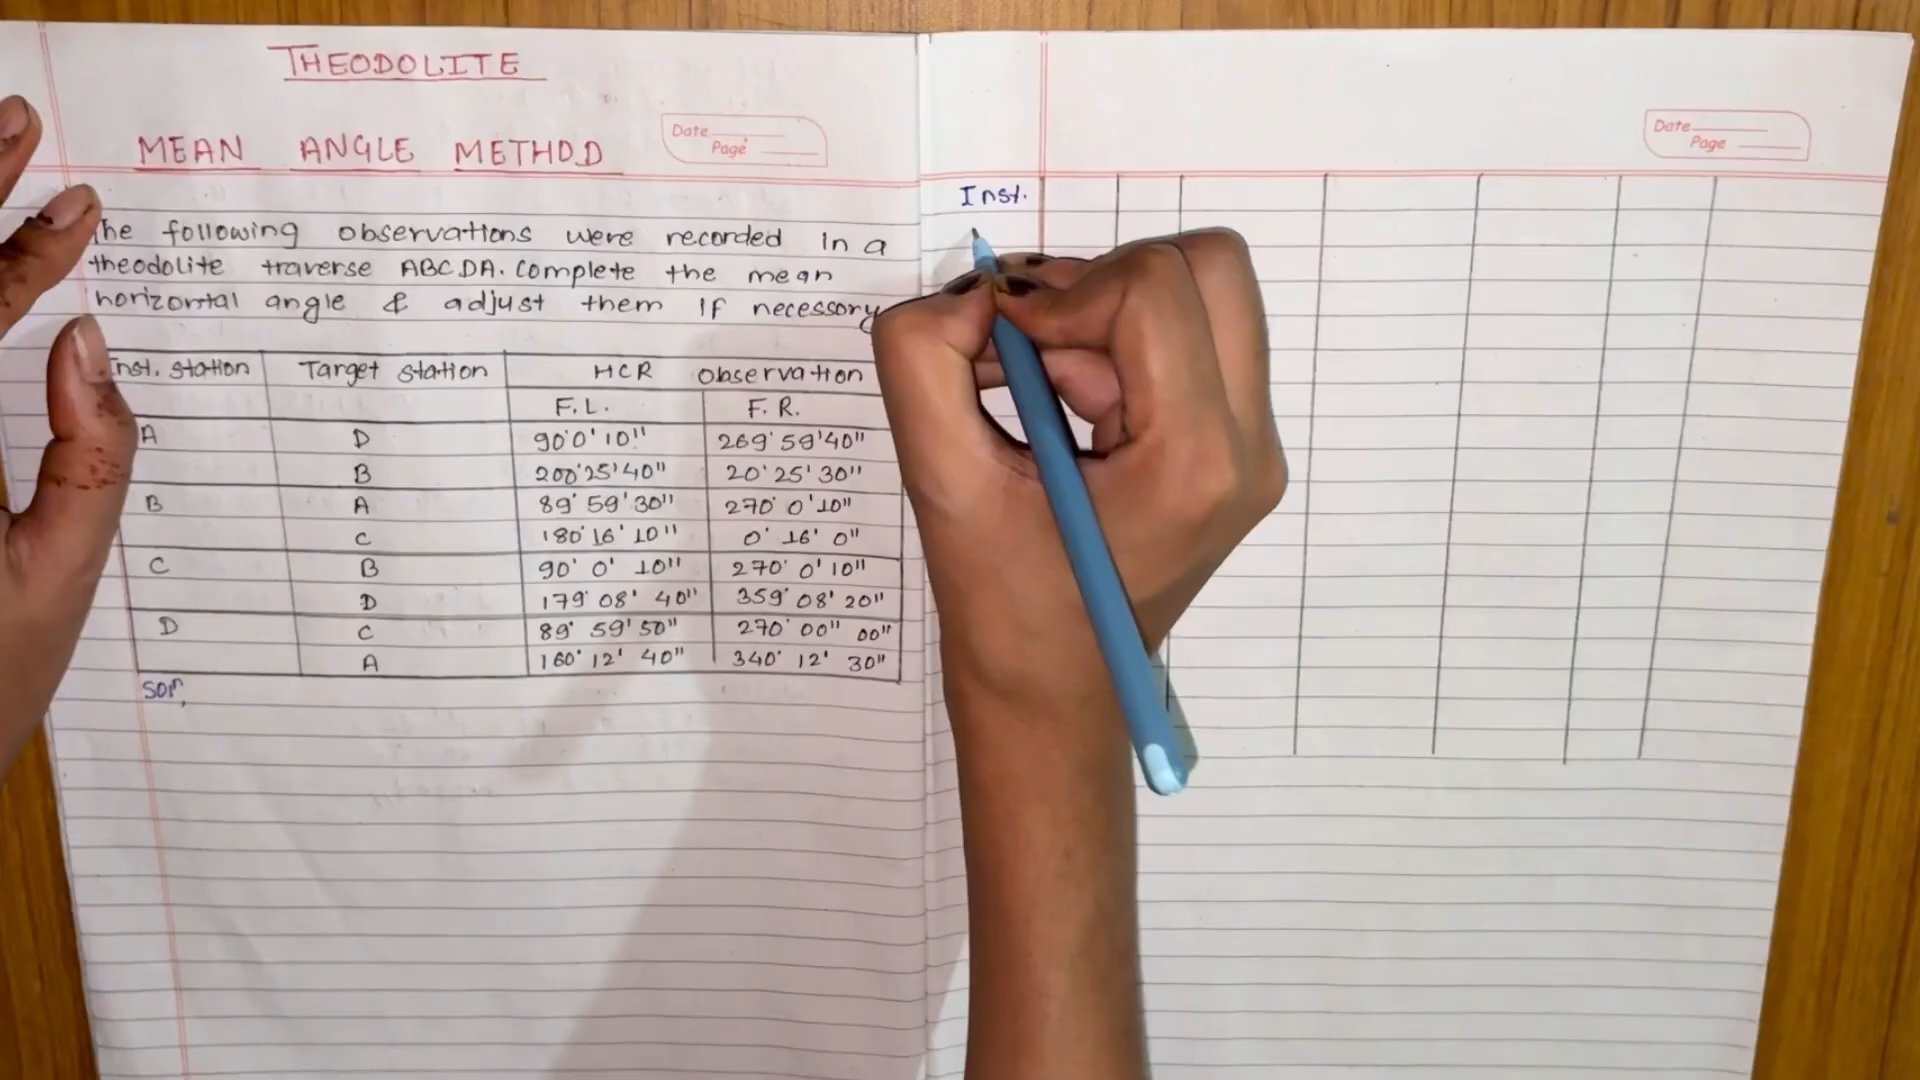 THEODOLITE
MEAN ANGLE METHOD
Date
Page
The following observations were recorded in a
theodolite traverse ABCDA. Complete the mean
horizontal angle & adjust them if necessary
Inst. station Target station HCR observation
F.L. F.R.
A D 90°0'10" 269°59'40"
B 200°25'40" 20°25'30"
B A 89°59'30" 270°0'10"
C 180°16'10" 0°16'0"
C B 90°0'10" 270°0'10"
D 179°08'40" 359°08'20"
D C 89°59'50" 270°00"00"
A 160°12'40" 340°12'30"
Solⁿ,
Inst.
Date
Page